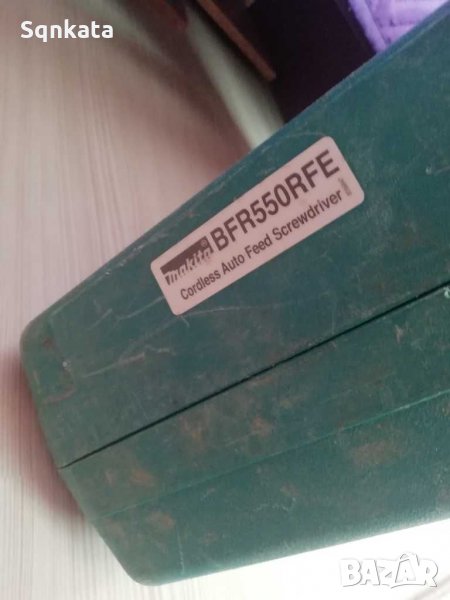 Sqnkata
makita® BFR550RFE
Cordless Auto Feed Screwdriver
BAZAR